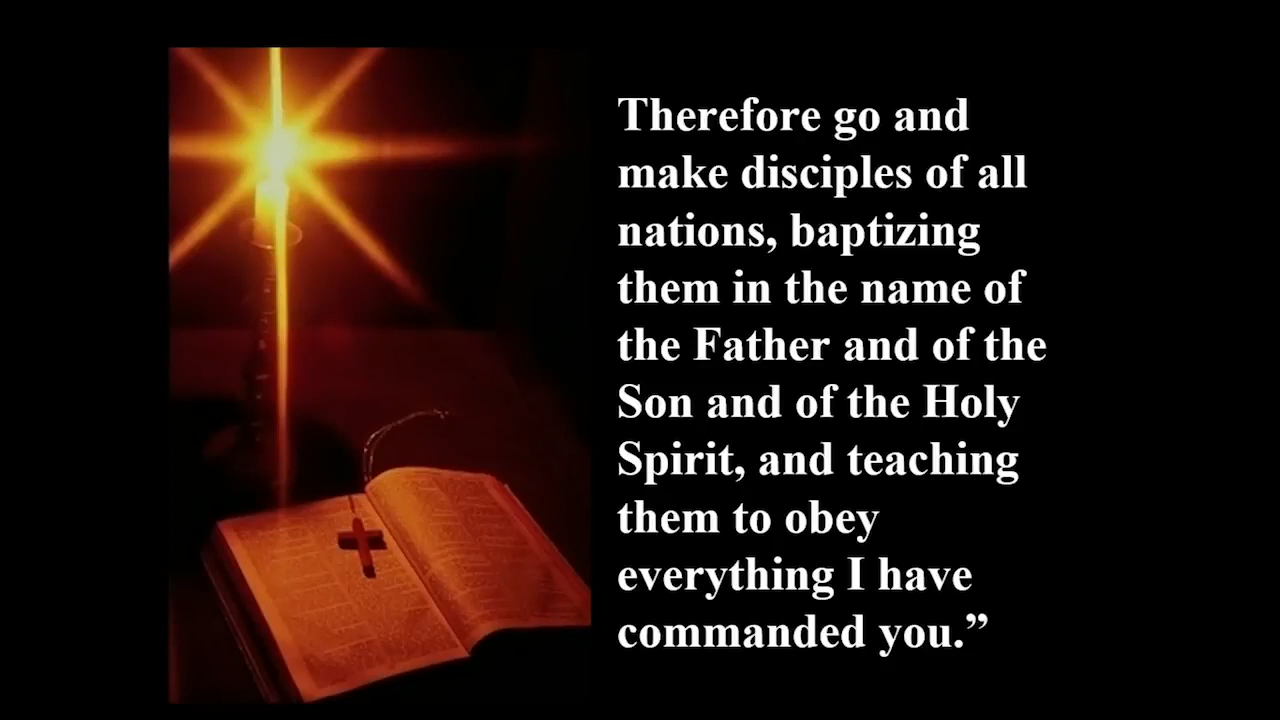 Therefore go and
make disciples of all
nations, baptizing
them in the name of
the Father and of the
Son and of the Holy
Spirit, and teaching
them to obey
everything I have
commanded you.”